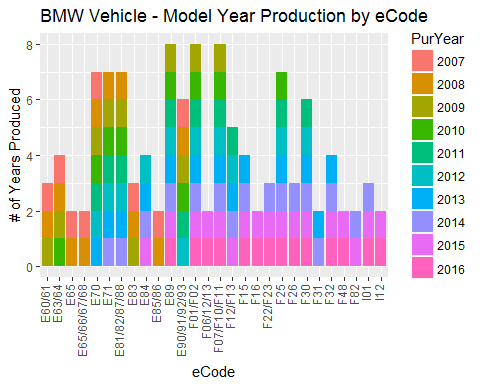 BMW Vehicle - Model Year Production by eCode
# of Years Produced
8
6
4
2
0
E60/61
E63/64
E65
E65/66/67/68
E70
E71
E81/82/87/88
E83
E84
E85/86
E89
E90/91/92/93
F01/F02
F06/12/13
F07/F10/F11
F12/F13
F15
F16
F22/F23
F25
F26
F30
F31
F32
F48
F82
I01
I12
eCode
PurYear
2007
2008
2009
2010
2011
2012
2013
2014
2015
2016